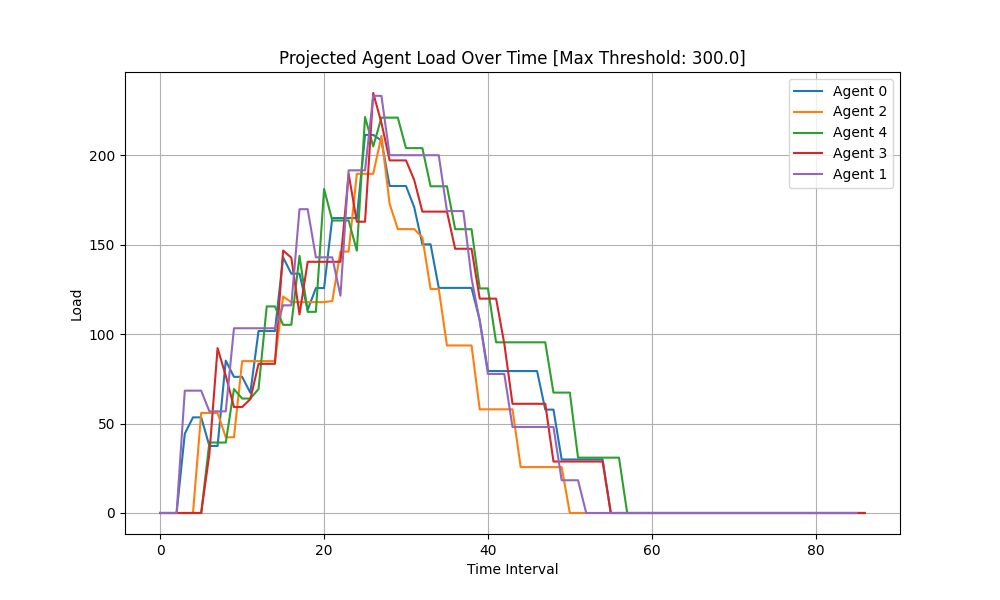 Projected Agent Load Over Time [Max Threshold: 300.0]
Agent 0
Agent 2
Agent 4
Agent 3
Agent 1
Load
200
150
100
50
0
0 20 40 60 80
Time Interval